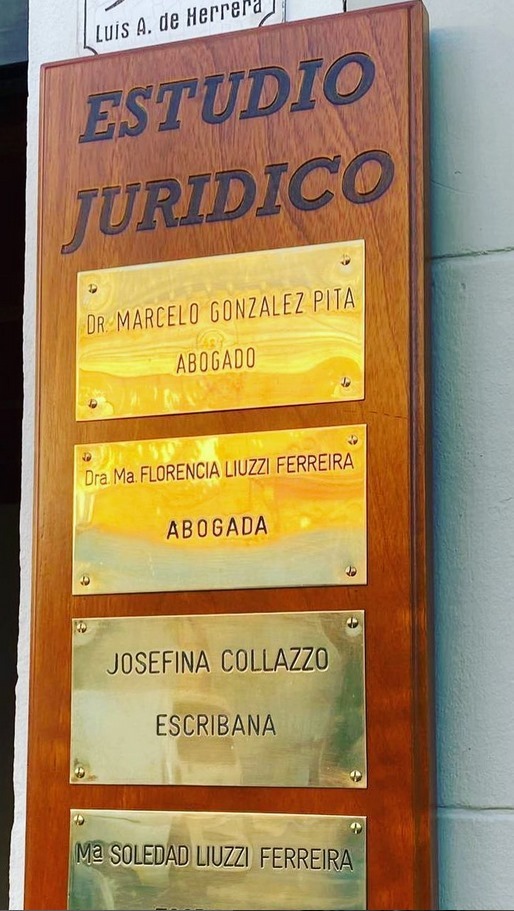 Luis A. de Herrera
ESTUDIO
JURIDICO
Dr. MARCELO GONZALEZ PITA
ABOGADO
Dra. Ma. FLORENCIA LIUZZI FERREIRA
ABOGADA
JOSEFINA COLLAZZO
ESCRIBANA
Mª SOLEDAD LIUZZI FERREIRA